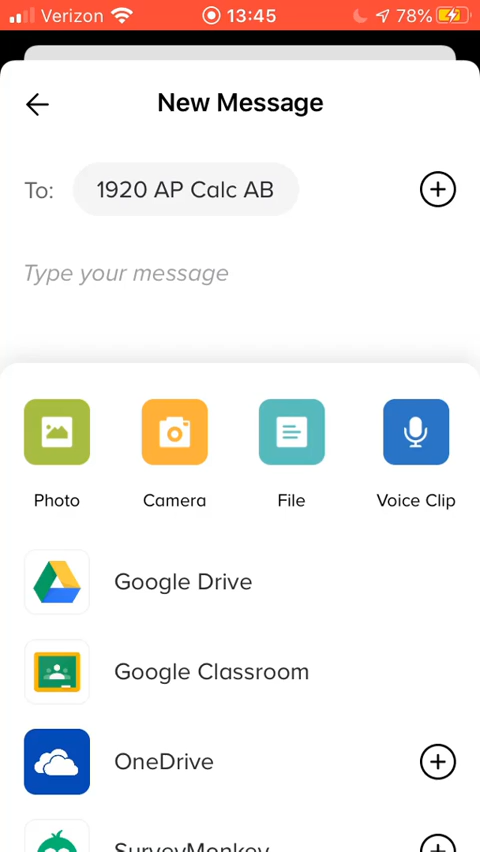 Verizon 13:45 78%
New Message
To: 1920 AP Calc AB
Type your message
Photo Camera File Voice Clip
Google Drive
Google Classroom
OneDrive
SurveyMonkey